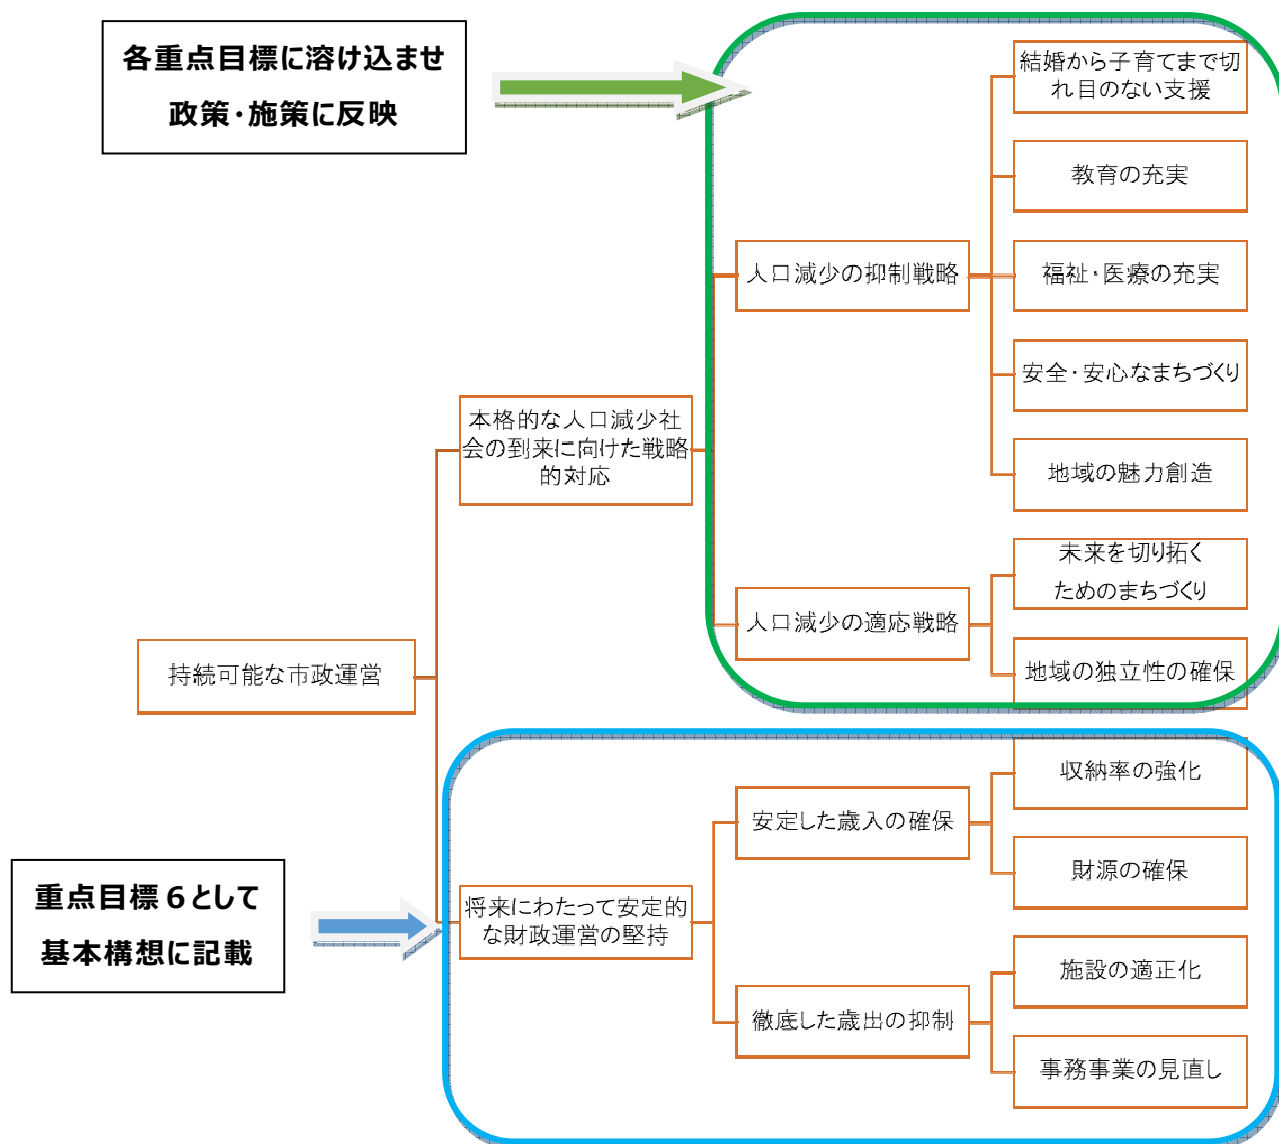 各重点目標に溶け込ませ
政策・施策に反映
結婚から子育てまで切
れ目のない支援
教育の充実
人口減少の抑制戦略
福祉・医療の充実
安全・安心なまちづくり
本格的な人口減少社
会の到来に向けた戦略
的対応
地域の魅力創造
未来を切り拓く
ためのまちづくり
人口減少の適応戦略
持続可能な市政運営
地域の独立性の確保
収納率の強化
安定した歳入の確保
財源の確保
重点目標６として
基本構想に記載
将来にわたって安定的
な財政運営の堅持
施設の適正化
徹底した歳出の抑制
事務事業の見直し